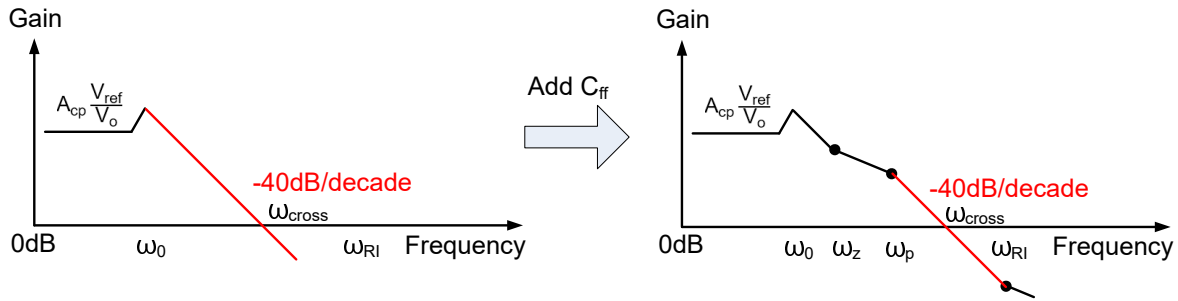 Gain
A_cp V_ref/V_o
-40dB/decade
ω_cross
0dB ω_0 ω_RI Frequency
Add C_ff
Gain
A_cp V_ref/V_o
-40dB/decade
ω_cross
0dB ω_0 ω_z ω_p ω_RI Frequency